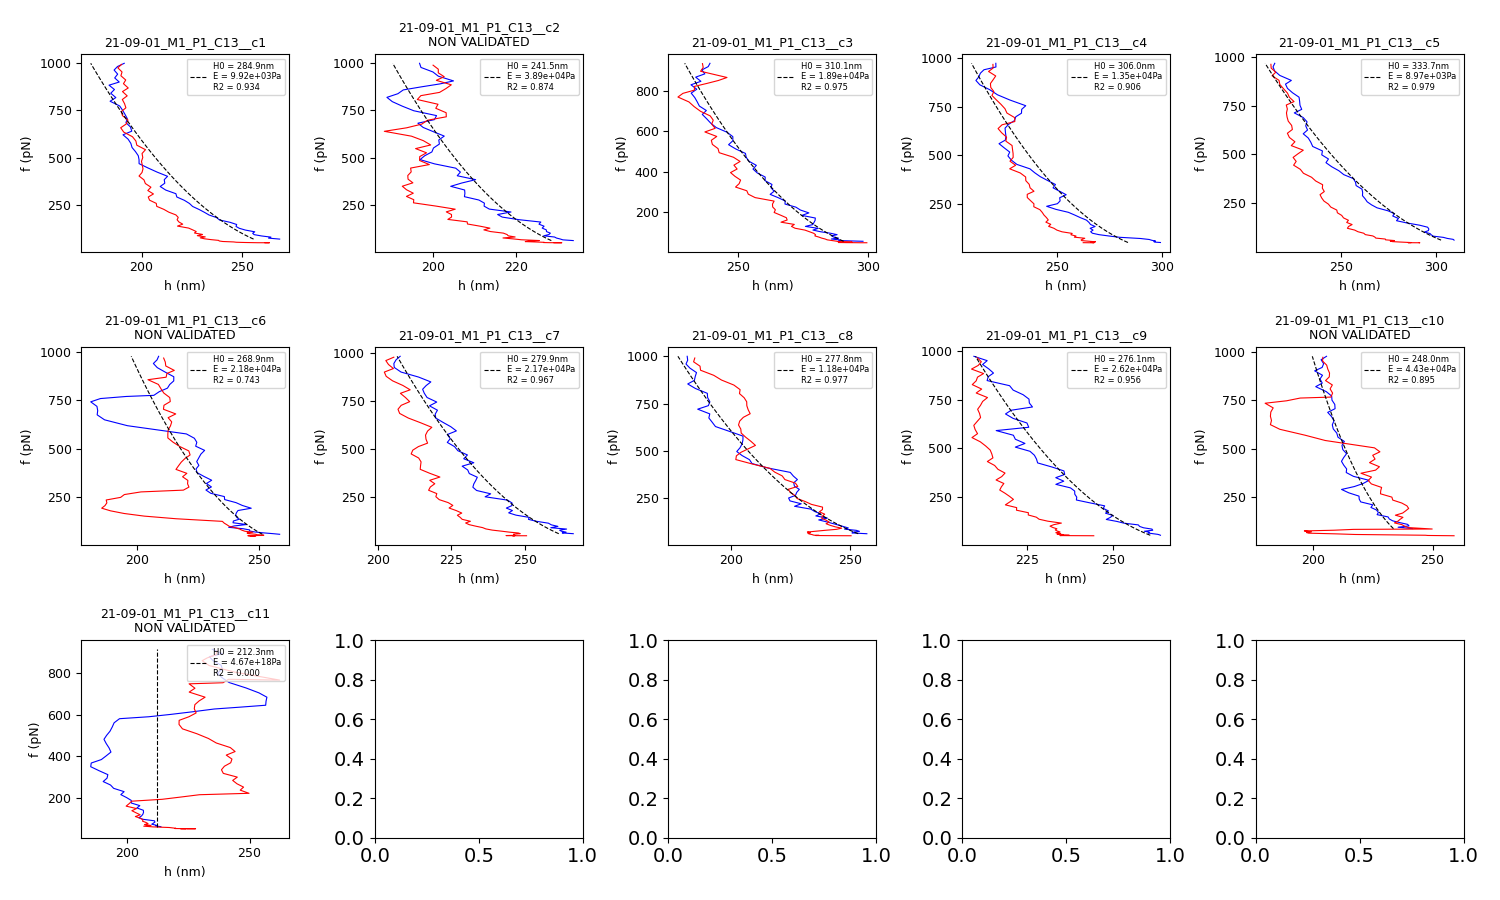 21-09-01_M1_P1_C13__c1
H0 = 284.9nm
E = 9.92e+03Pa
R2 = 0.934
1000
750
500
250
f (pN)
200 250
h (nm)
21-09-01_M1_P1_C13__c2
NON VALIDATED
H0 = 241.5nm
E = 3.89e+04Pa
R2 = 0.874
1000
750
500
250
f (pN)
200 220
h (nm)
21-09-01_M1_P1_C13__c3
H0 = 310.1nm
E = 1.89e+04Pa
R2 = 0.975
800
600
400
200
f (pN)
250 300
h (nm)
21-09-01_M1_P1_C13__c4
H0 = 306.0nm
E = 1.35e+04Pa
R2 = 0.906
1000
750
500
250
f (pN)
250 300
h (nm)
21-09-01_M1_P1_C13__c5
H0 = 333.7nm
E = 8.97e+03Pa
R2 = 0.979
1000
750
500
250
f (pN)
250 300
h (nm)
21-09-01_M1_P1_C13__c6
NON VALIDATED
H0 = 268.9nm
E = 2.18e+04Pa
R2 = 0.743
1000
750
500
250
f (pN)
200 250
h (nm)
21-09-01_M1_P1_C13__c7
H0 = 279.9nm
E = 2.17e+04Pa
R2 = 0.967
1000
750
500
250
f (pN)
200 225 250
h (nm)
21-09-01_M1_P1_C13__c8
H0 = 277.8nm
E = 1.18e+04Pa
R2 = 0.977
1000
750
500
250
f (pN)
200 250
h (nm)
21-09-01_M1_P1_C13__c9
H0 = 276.1nm
E = 2.62e+04Pa
R2 = 0.956
1000
750
500
250
f (pN)
225 250
h (nm)
21-09-01_M1_P1_C13__c10
NON VALIDATED
H0 = 248.0nm
E = 4.43e+04Pa
R2 = 0.895
1000
750
500
250
f (pN)
200 250
h (nm)
21-09-01_M1_P1_C13__c11
NON VALIDATED
H0 = 212.3nm
E = 4.67e+18Pa
R2 = 0.000
800
600
400
200
f (pN)
200 250
h (nm)
1.0
0.8
0.6
0.4
0.2
0.0
0.0 0.5 1.0
1.0
0.8
0.6
0.4
0.2
0.0
0.0 0.5 1.0
1.0
0.8
0.6
0.4
0.2
0.0
0.0 0.5 1.0
1.0
0.8
0.6
0.4
0.2
0.0
0.0 0.5 1.0